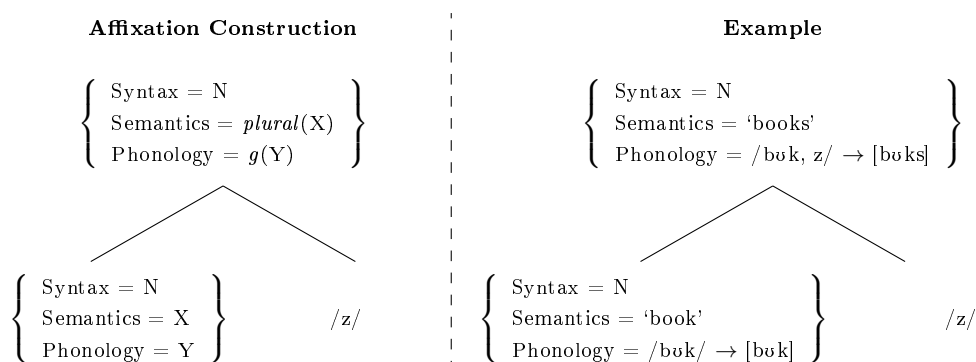 Affixation Construction
Syntax = N
Semantics = plural(X)
Phonology = g(Y)
Syntax = N
Semantics = X
Phonology = Y
/z/
Example
Syntax = N
Semantics = ‘books’
Phonology = /bʊk, z/ → [bʊks]
Syntax = N
Semantics = ‘book’
Phonology = /bʊk/ → [bʊk]
/z/